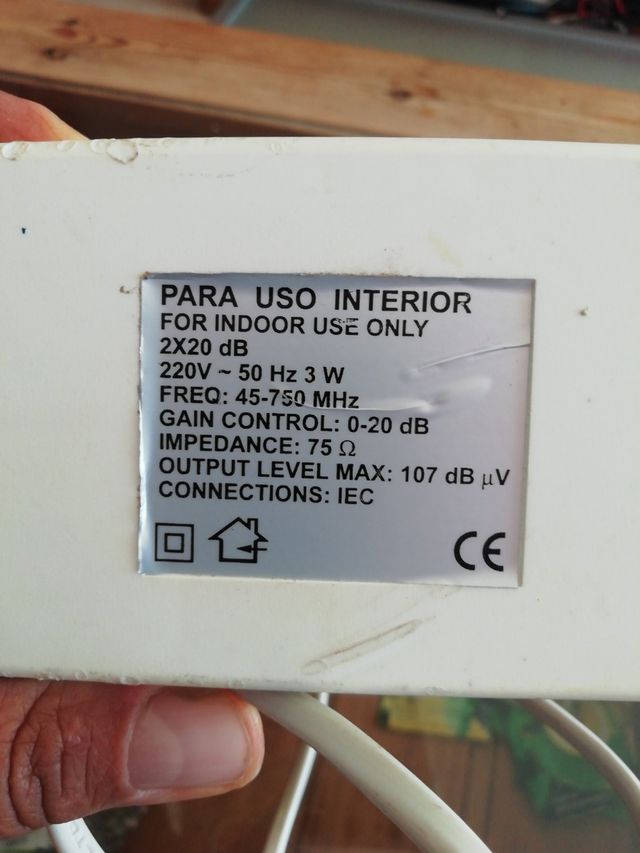 PARA USO INTERIOR
FOR INDOOR USE ONLY
2X20 dB
220V ~ 50 Hz 3 W
FREQ: 45-750 MHz
GAIN CONTROL: 0-20 dB
IMPEDANCE: 75 Ω
OUTPUT LEVEL MAX: 107 dB µV
CONNECTIONS: IEC
CE